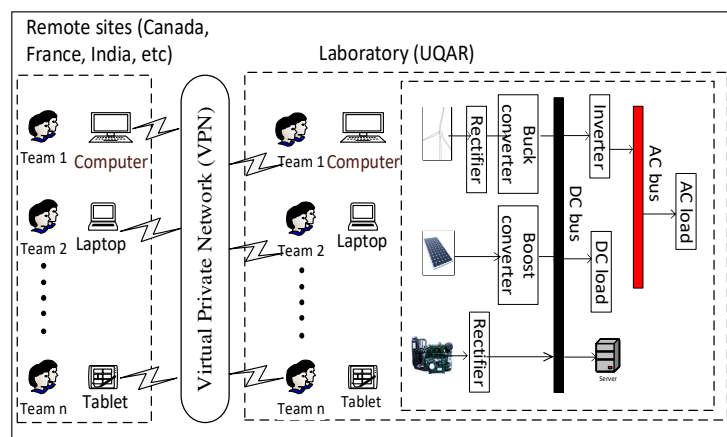 Remote sites (Canada,
France, India, etc)
Team 1
Computer
Team 2
Laptop
Team n
Tablet
Virtual Private Network (VPN)
Laboratory (UQAR)
Team 1
Computer
Team 2
Laptop
Team n
Tablet
Rectifier
Buck
converter
Inverter
AC bus
AC load
Boost
converter
DC bus
DC load
Rectifier
Server